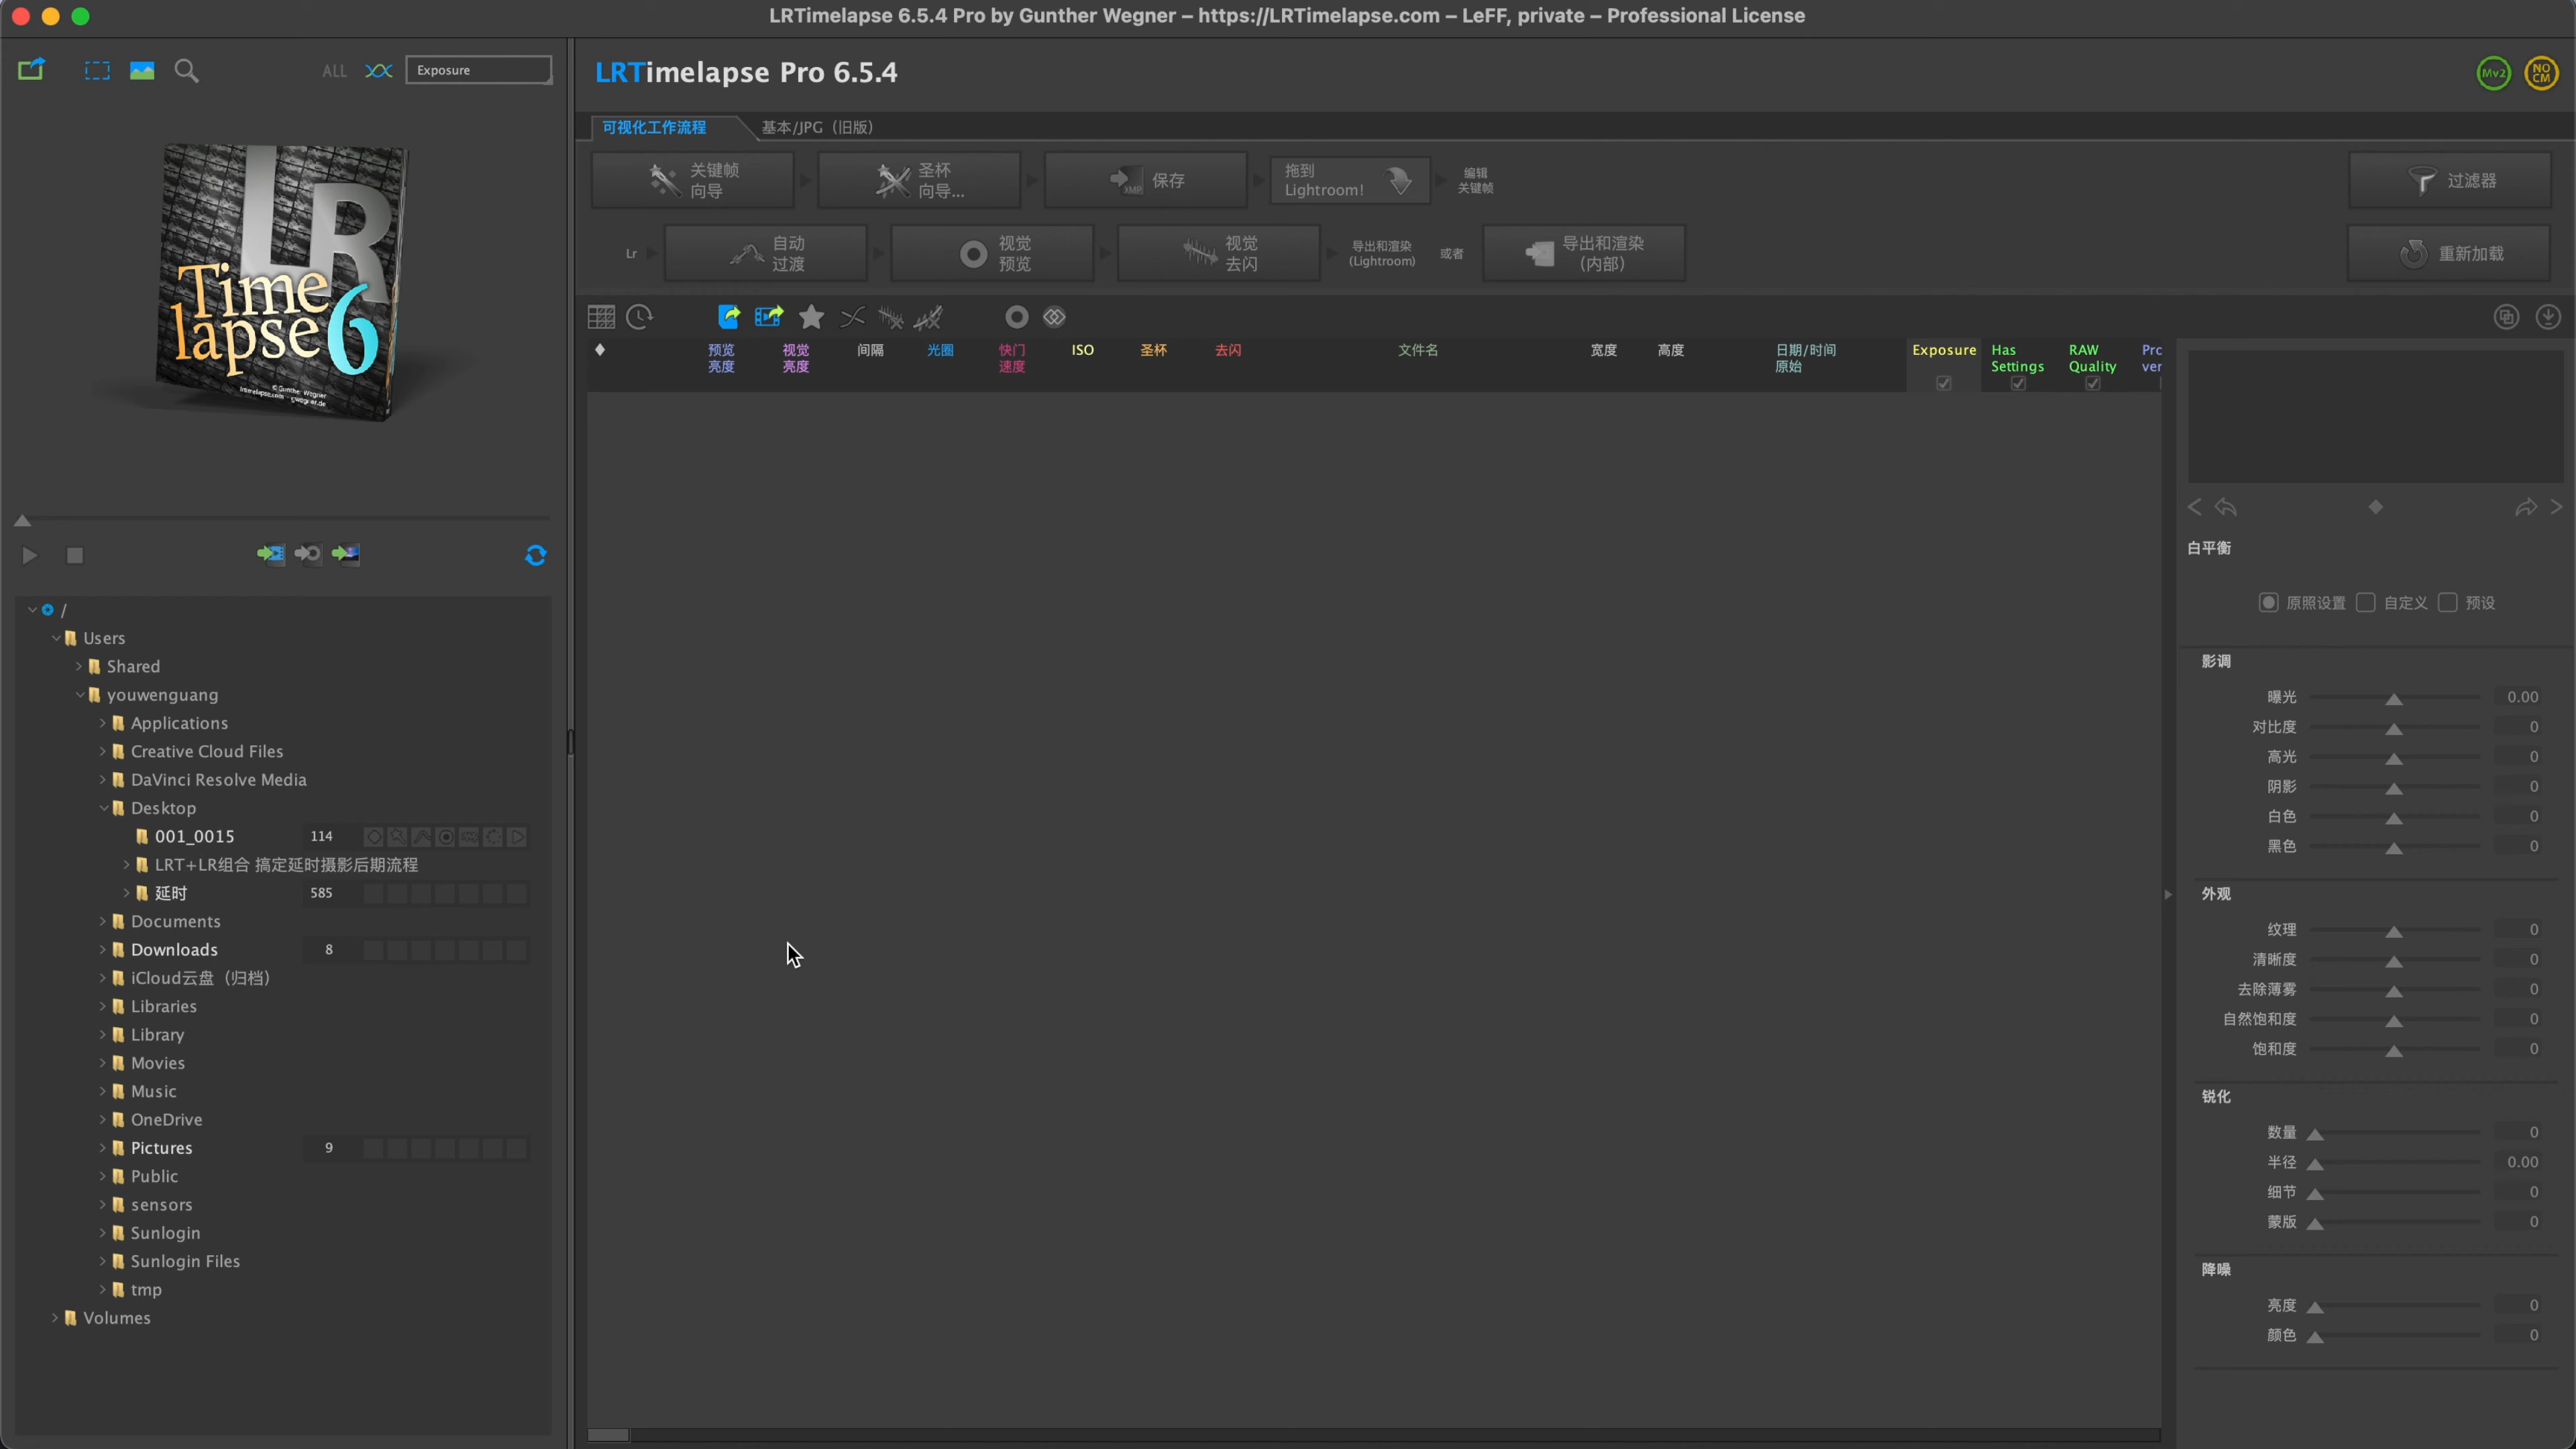 LRTimelapse 6.5.4 Pro by Gunther Wegner – https://LRTimelapse.com – LeFF, private – Professional License
ALL
Exposure
LRTimelapse Pro 6.5.4
Mv2
NO CM
可视化工作流程
基本/JPG（旧版）
关键帧
向导
圣杯
向导...
XMP
保存
拖到
Lightroom!
编辑
关键帧
过滤器
Lr
自动
过渡
视觉
预览
视觉
去闪
导出和渲染
(Lightroom)
或者
导出和渲染
(内部)
重新加载
预览
亮度
视觉
亮度
间隔
光圈
快门
速度
ISO
圣杯
去闪
文件名
宽度
高度
日期/时间
原始
Exposure
Has
Settings
RAW
Quality
Prc
ver
LR
Time
lapse6
© Gunther Wegner
lrtimelapse.com - gwegner.de
/
Users
Shared
youwenguang
Applications
Creative Cloud Files
DaVinci Resolve Media
Desktop
001_0015 114
LRT+LR组合 搞定延时摄影后期流程
延时 585
Documents
Downloads 8
iCloud云盘（归档）
Libraries
Library
Movies
Music
OneDrive
Pictures 9
Public
sensors
Sunlogin
Sunlogin Files
tmp
Volumes
白平衡
原照设置 自定义 预设
影调
曝光 0.00
对比度 0
高光 0
阴影 0
白色 0
黑色 0
外观
纹理 0
清晰度 0
去除薄雾 0
自然饱和度 0
饱和度 0
锐化
数量 0
半径 0.00
细节 0
蒙版 0
降噪
亮度 0
颜色 0